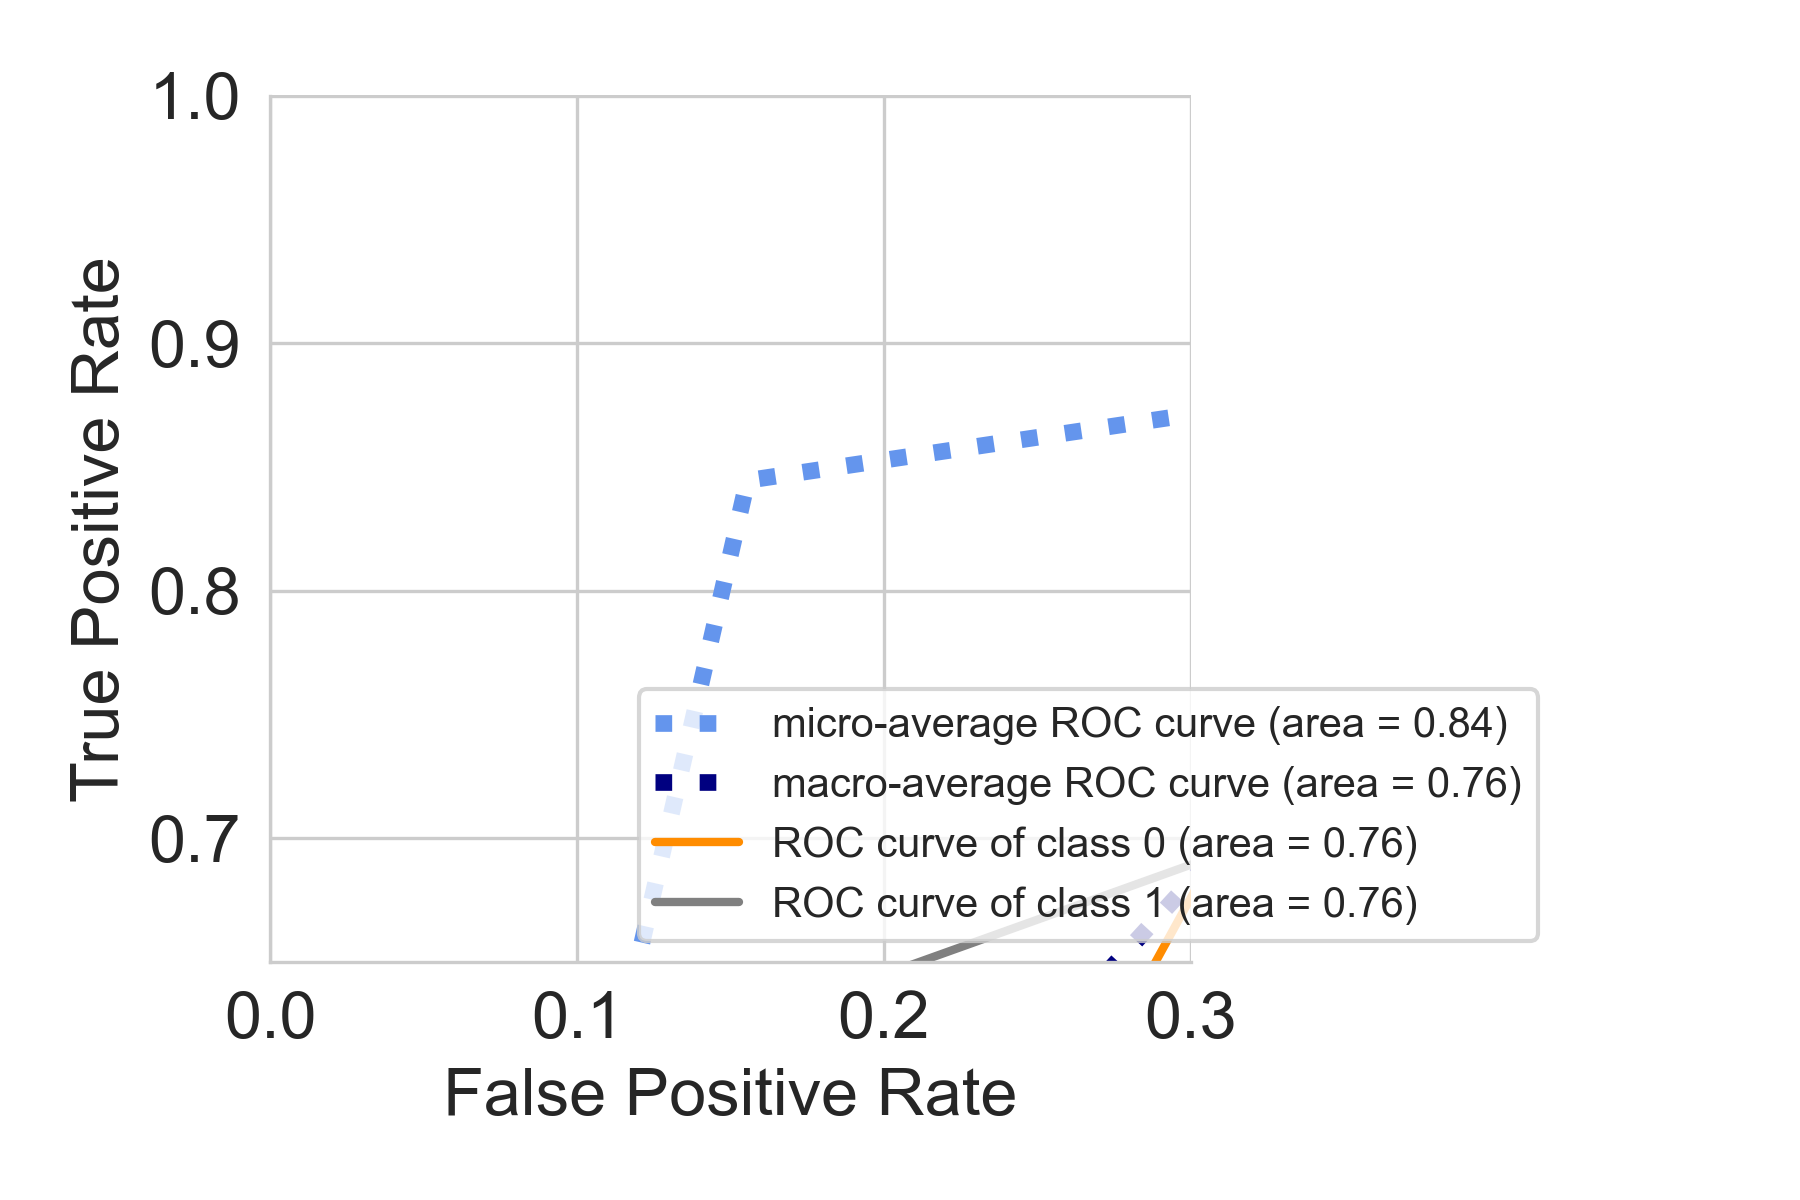 1.0
0.9
0.8
0.7
True Positive Rate
micro-average ROC curve (area = 0.84)
macro-average ROC curve (area = 0.76)
ROC curve of class 0 (area = 0.76)
ROC curve of class 1 (area = 0.76)
0.0 0.1 0.2 0.3
False Positive Rate